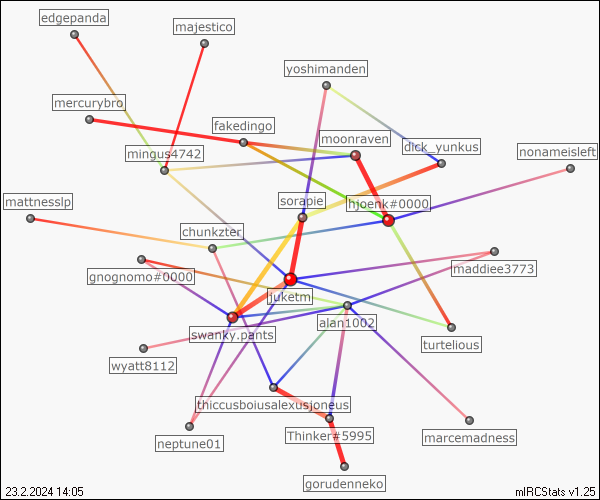 edgepanda
majestico
yoshimanden
mercurybro
fakedingo
moonraven
dick_yunkus
nonameisleft
mingus4742
mattnesslp
sorapie
hjoenk#0000
chunkzter
gnognomo#0000
maddiee3773
juketm
swanky.pants
alan1002
turtelious
wyatt8112
thiccusboiusalexusjoneus
neptune01
Thinker#5995
marcemadness
gorudenneko
23.2.2024 14:05
mIRCStats v1.25